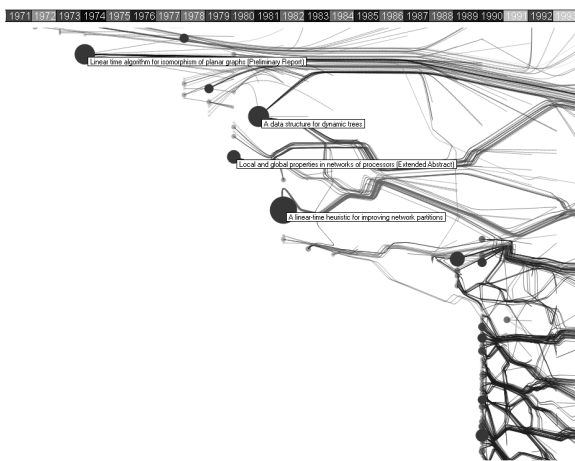 1971 1972 1973 1974 1975 1976 1977 1978 1979 1980 1981 1982 1983 1984 1985 1986 1987 1988 1989 1990 1991 1992 1993
Linear time algorithm for isomorphism of planar graphs (Preliminary Report)
A data structure for dynamic trees
Local and global properties in networks of processors (Extended Abstract)
A linear-time heuristic for improving network partitions